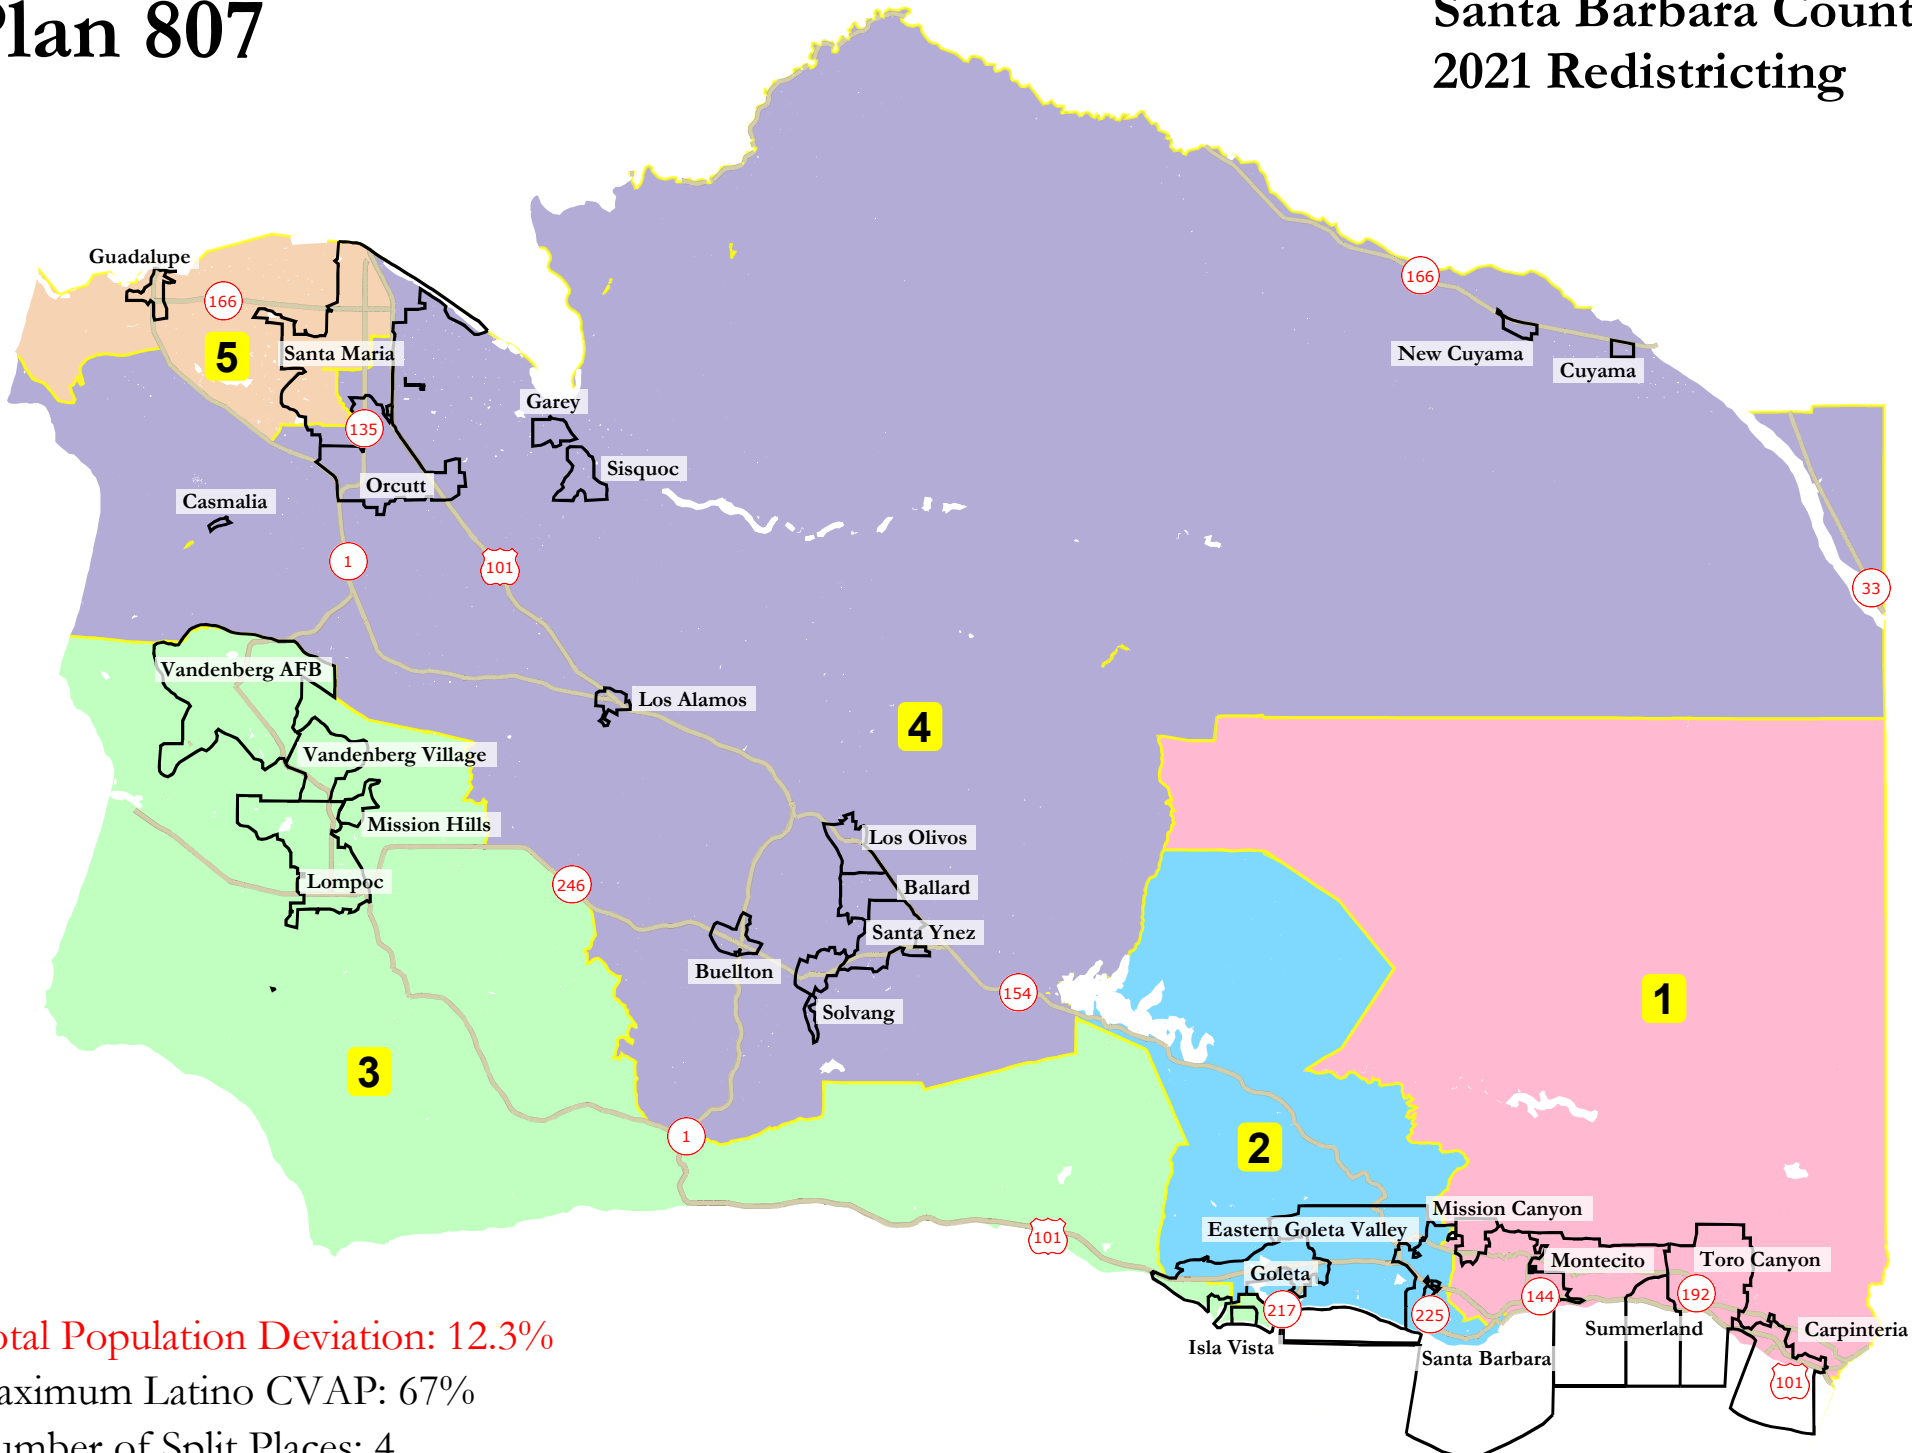 Plan 807
Santa Barbara Count
2021 Redistricting
Guadalupe
166
5
Santa Maria
135
Orcutt
Garey
Sisquoc
Casmalia
1
101
166
New Cuyama
Cuyama
33
Vandenberg AFB
Los Alamos
4
Vandenberg Village
Mission Hills
Lompoc
246
Los Olivos
Ballard
Santa Ynez
Buellton
Solvang
154
1
3
1
2
101
Mission Canyon
Eastern Goleta Valley
Goleta
Montecito
Toro Canyon
217
225
144
192
Isla Vista
Summerland
Carpinteria
Santa Barbara
101
otal Population Deviation: 12.3%
aximum Latino CVAP: 67%
umber of Split Places: 4